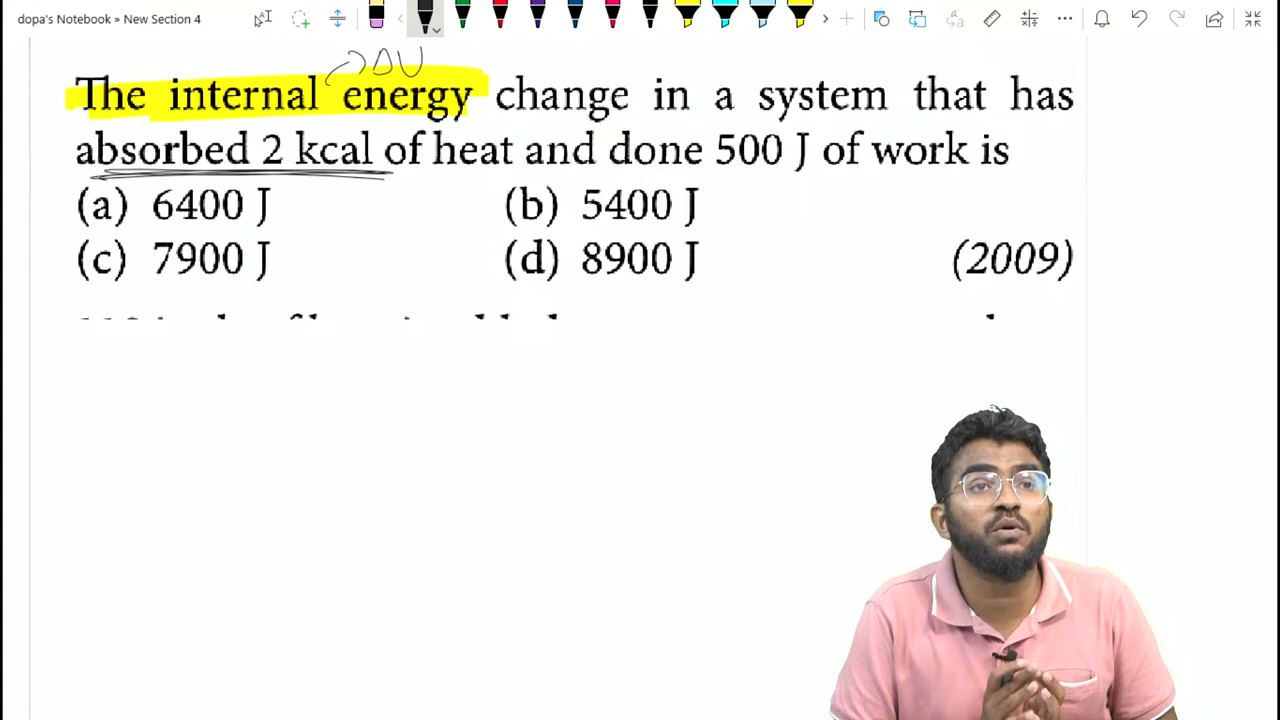 dopa's Notebook » New Section 4
ΔU
The internal energy change in a system that has
absorbed 2 kcal of heat and done 500 J of work is
(a) 6400 J (b) 5400 J
(c) 7900 J (d) 8900 J (2009)